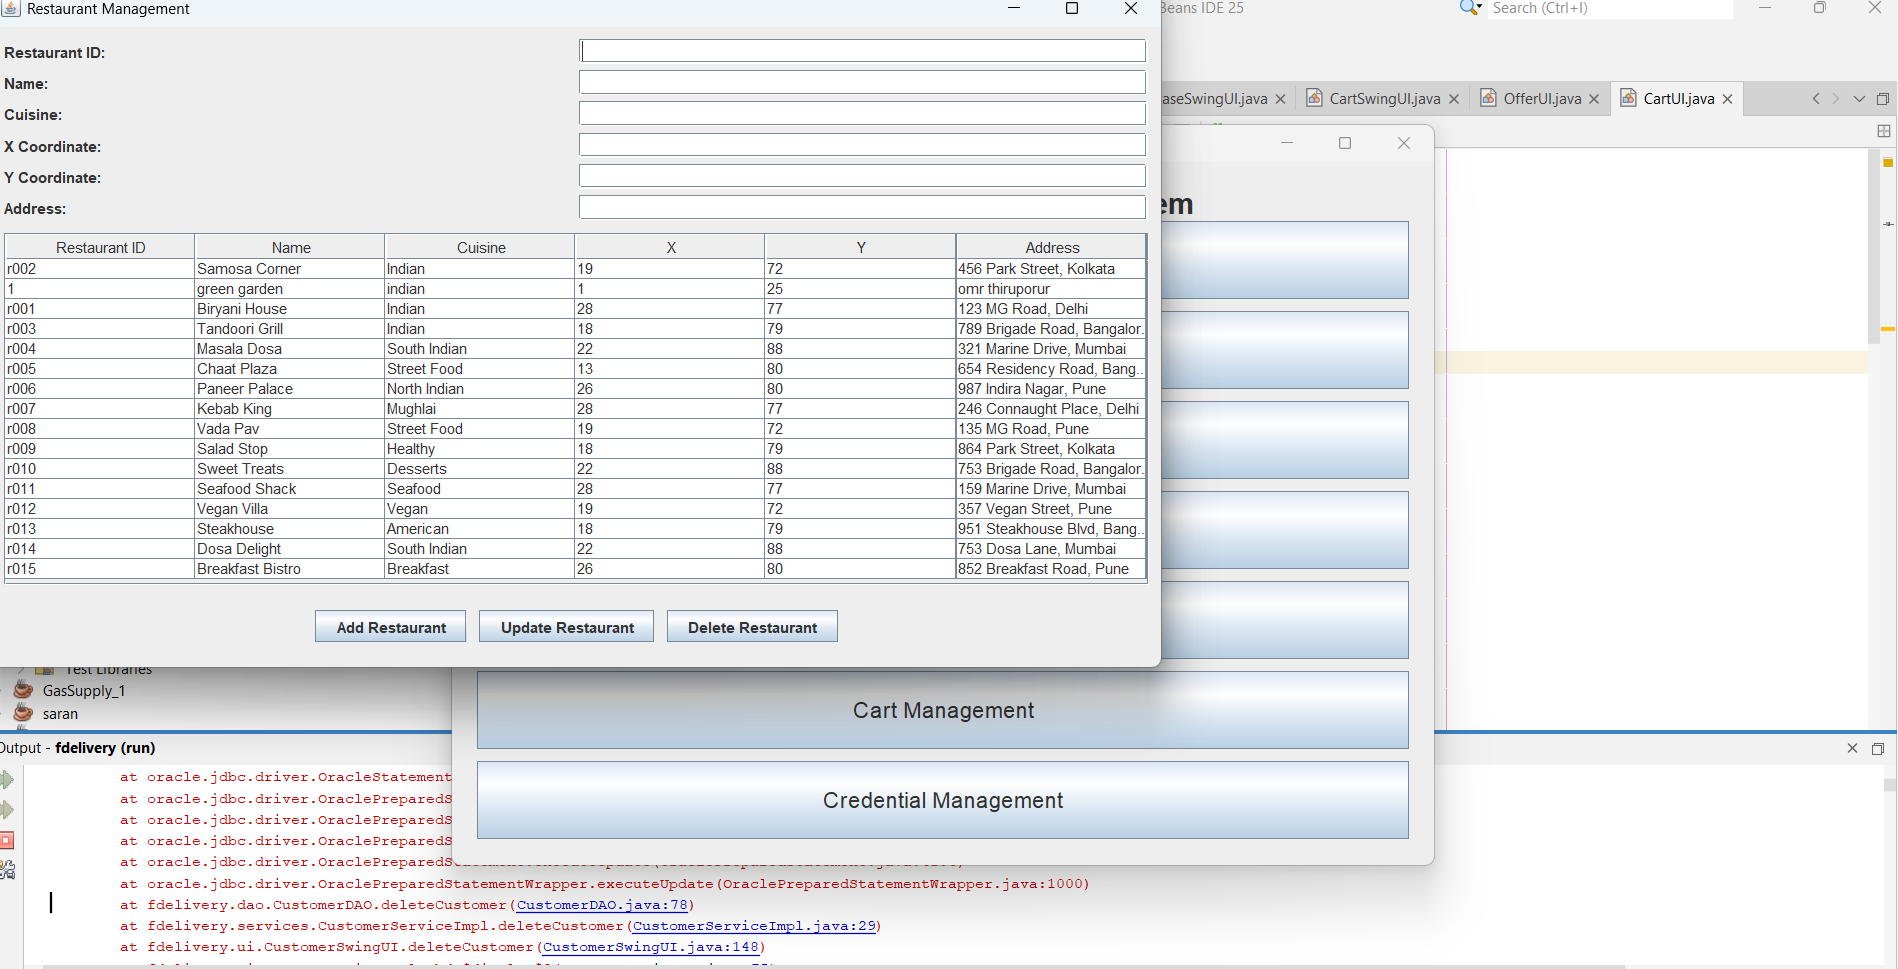 Restaurant Management
Beans IDE 25
Search (Ctrl+I)
Restaurant ID:
Name:
Cuisine:
X Coordinate:
Y Coordinate:
Address:
aseSwingUI.java
CartSwingUI.java
OfferUI.java
CartUI.java
em
Restaurant ID Name Cuisine X Y Address
r002 Samosa Corner Indian 19 72 456 Park Street, Kolkata
1 green garden indian 1 25 omr thiruporur
r001 Biryani House Indian 28 77 123 MG Road, Delhi
r003 Tandoori Grill Indian 18 79 789 Brigade Road, Bangalor...
r004 Masala Dosa South Indian 22 88 321 Marine Drive, Mumbai
r005 Chaat Plaza Street Food 13 80 654 Residency Road, Bang...
r006 Paneer Palace North Indian 26 80 987 Indira Nagar, Pune
r007 Kebab King Mughlai 28 77 246 Connaught Place, Delhi
r008 Vada Pav Street Food 19 72 135 MG Road, Pune
r009 Salad Stop Healthy 18 79 864 Park Street, Kolkata
r010 Sweet Treats Desserts 22 88 753 Brigade Road, Bangalor...
r011 Seafood Shack Seafood 28 77 159 Marine Drive, Mumbai
r012 Vegan Villa Vegan 19 72 357 Vegan Street, Pune
r013 Steakhouse American 18 79 951 Steakhouse Blvd, Bang...
r014 Dosa Delight South Indian 22 88 753 Dosa Lane, Mumbai
r015 Breakfast Bistro Breakfast 26 80 852 Breakfast Road, Pune
Add Restaurant Update Restaurant Delete Restaurant
Test Libraries
GasSupply_1
saran
Cart Management
Credential Management
Output - fdelivery (run)
at oracle.jdbc.driver.OracleStatement
at oracle.jdbc.driver.OraclePreparedS
at oracle.jdbc.driver.OraclePreparedS
at oracle.jdbc.driver.OraclePreparedS
at oracle.jdbc.driver.OraclePreparedS
at oracle.jdbc.driver.OraclePreparedStatementWrapper.executeUpdate(OraclePreparedStatementWrapper.java:1000)
at fdelivery.dao.CustomerDAO.deleteCustomer(CustomerDAO.java:78)
at fdelivery.services.CustomerServiceImpl.deleteCustomer(CustomerServiceImpl.java:29)
at fdelivery.ui.CustomerSwingUI.deleteCustomer(CustomerSwingUI.java:148)